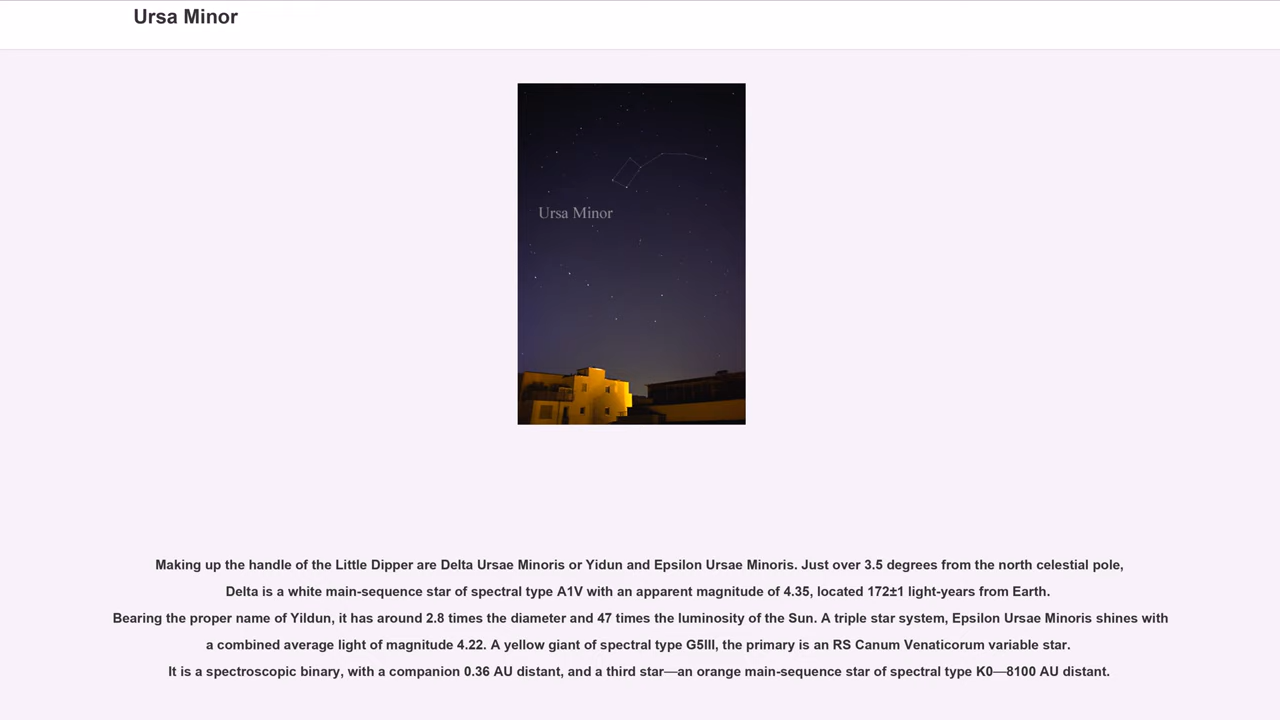 Ursa Minor
Ursa Minor
Making up the handle of the Little Dipper are Delta Ursae Minoris or Yidun and Epsilon Ursae Minoris. Just over 3.5 degrees from the north celestial pole,
Delta is a white main-sequence star of spectral type A1V with an apparent magnitude of 4.35, located 172±1 light-years from Earth.
Bearing the proper name of Yildun, it has around 2.8 times the diameter and 47 times the luminosity of the Sun. A triple star system, Epsilon Ursae Minoris shines with
a combined average light of magnitude 4.22. A yellow giant of spectral type G5III, the primary is an RS Canum Venaticorum variable star.
It is a spectroscopic binary, with a companion 0.36 AU distant, and a third star—an orange main-sequence star of spectral type K0—8100 AU distant.